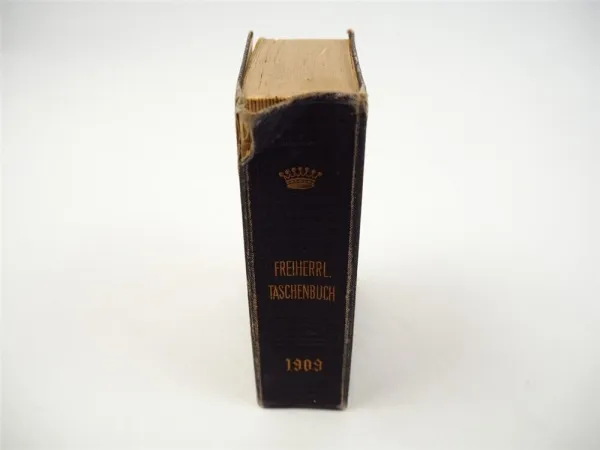 FREIHERRL.
TASCHENBUCH
1909